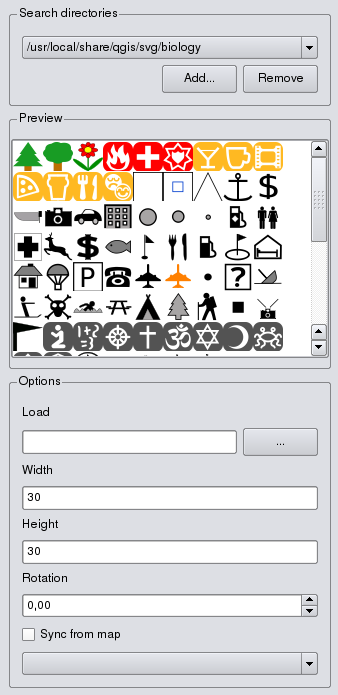 Search directories
/usr/local/share/qgis/svg/biology
Add... Remove
Preview
$
$
P ?
Options
Load
...
Width
30
Height
30
Rotation
0,00
Sync from map